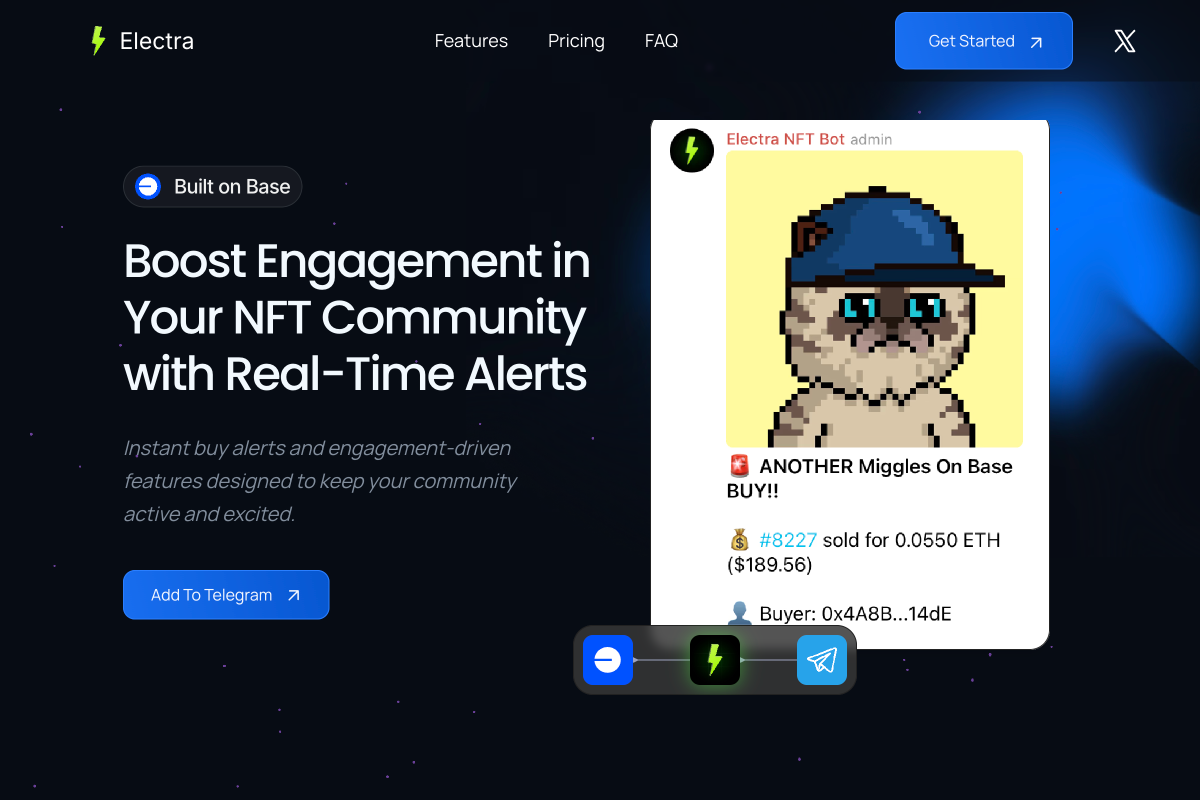 Electra
Features
Pricing
FAQ
Get Started
Built on Base
Boost Engagement in
Your NFT Community
with Real-Time Alerts
Instant buy alerts and engagement-driven
features designed to keep your community
active and excited.
Add To Telegram
Electra NFT Bot admin
🚨 ANOTHER Miggles On Base
BUY!!
💰 #8227 sold for 0.0550 ETH
($189.56)
👤 Buyer: 0x4A8B...14dE